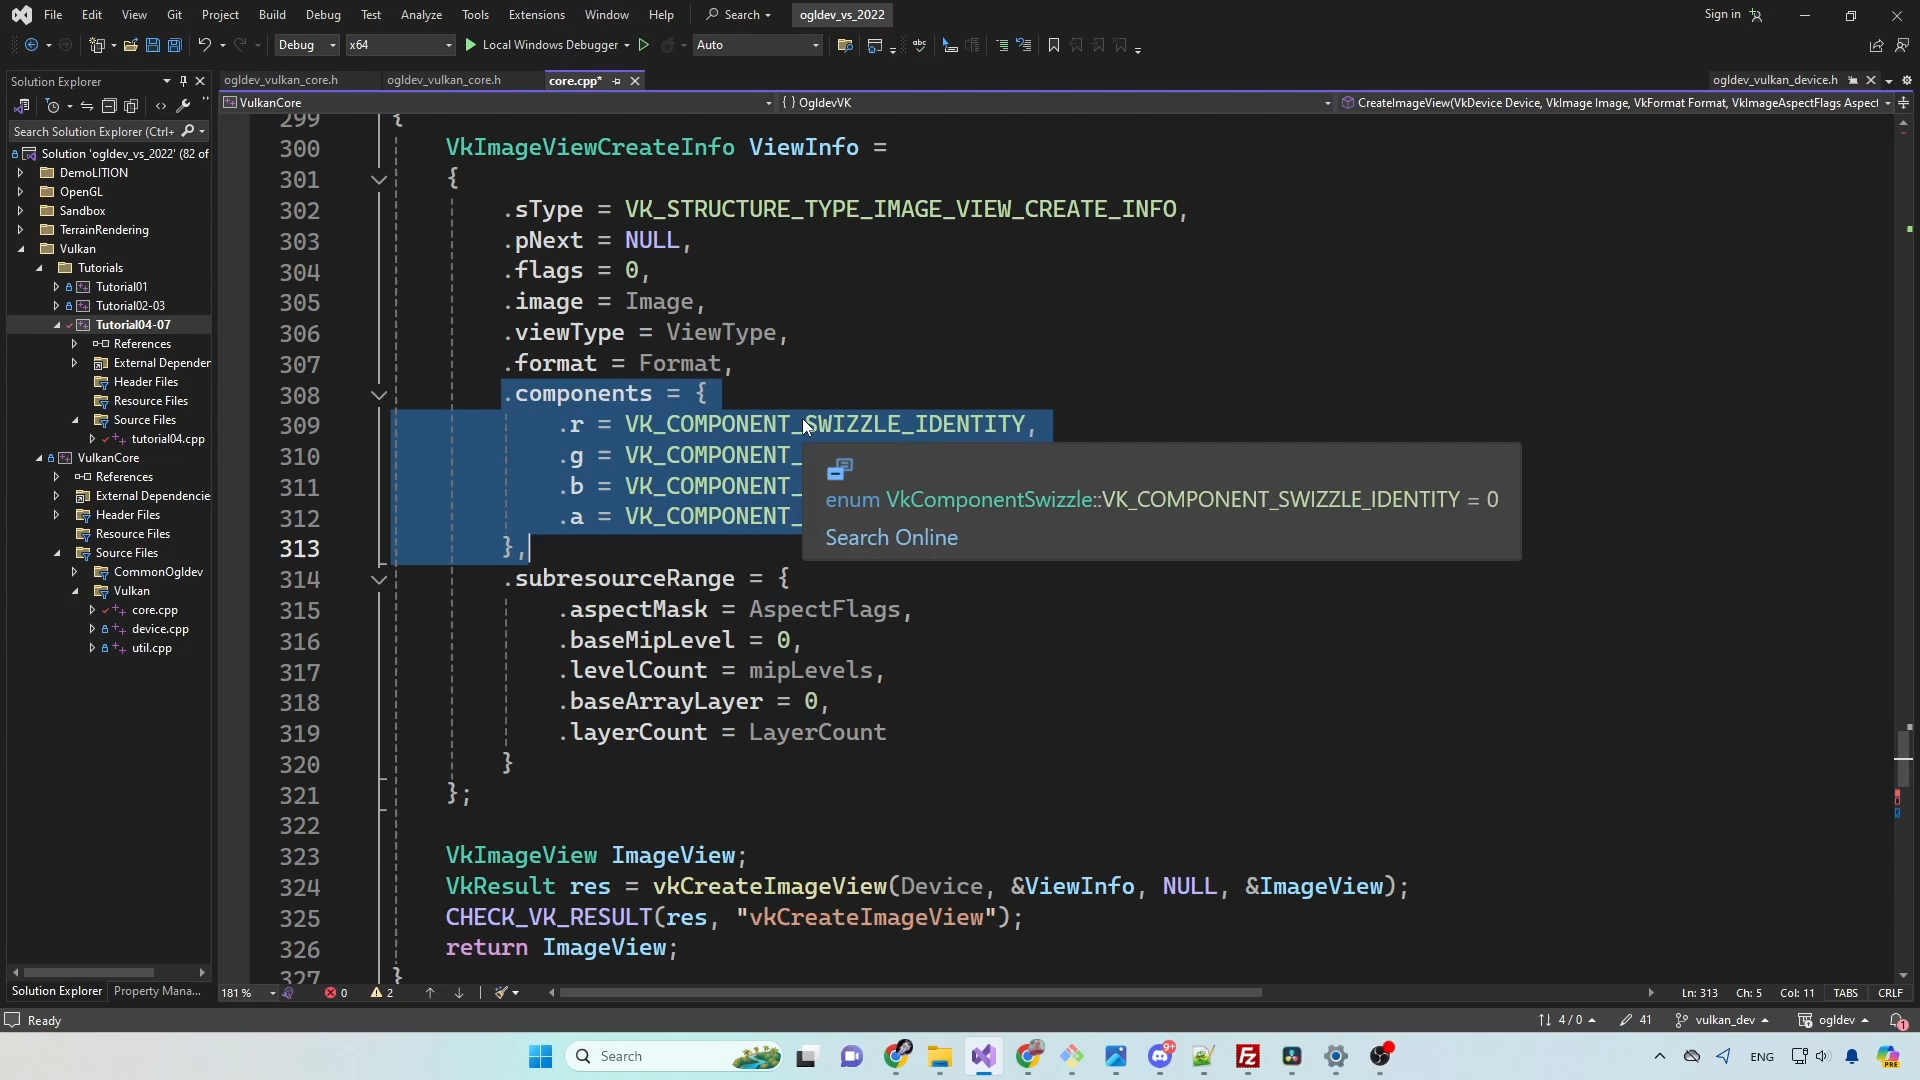 File Edit View Git Project Build Debug Test Analyze Tools Extensions Window Help Search ogldev_vs_2022 Sign in
Debug x64 Local Windows Debugger Auto
Solution Explorer
ogldev_vulkan_core.h ogldev_vulkan_core.h core.cpp* ogldev_vulkan_device.h
VulkanCore { } OgldevVK CreateImageView(VkDevice Device, VkImage Image, VkFormat Format, VkImageAspectFlags Aspect
Search Solution Explorer (Ctrl+
Solution 'ogldev_vs_2022' (82 of
DemoLITION
OpenGL
Sandbox
TerrainRendering
Vulkan
Tutorials
Tutorial01
Tutorial02-03
Tutorial04-07
References
External Depender
Header Files
Resource Files
Source Files
tutorial04.cpp
VulkanCore
References
External Dependencie
Header Files
Resource Files
Source Files
CommonOgldev
Vulkan
core.cpp
device.cpp
util.cpp
Solution Explorer Property Mana...
299 {
300 VkImageViewCreateInfo ViewInfo =
301 {
302 .sType = VK_STRUCTURE_TYPE_IMAGE_VIEW_CREATE_INFO,
303 .pNext = NULL,
304 .flags = 0,
305 .image = Image,
306 .viewType = ViewType,
307 .format = Format,
308 .components = {
309 .r = VK_COMPONENT_SWIZZLE_IDENTITY,
310 .g = VK_COMPONENT_
311 .b = VK_COMPONENT_
312 .a = VK_COMPONENT_
313 },
enum VkComponentSwizzle::VK_COMPONENT_SWIZZLE_IDENTITY = 0
Search Online
314 .subresourceRange = {
315 .aspectMask = AspectFlags,
316 .baseMipLevel = 0,
317 .levelCount = mipLevels,
318 .baseArrayLayer = 0,
319 .layerCount = LayerCount
320 }
321 };
322
323 VkImageView ImageView;
324 VkResult res = vkCreateImageView(Device, &ViewInfo, NULL, &ImageView);
325 CHECK_VK_RESULT(res, "vkCreateImageView");
326 return ImageView;
327 }
181 % 0 2 Ln: 313 Ch: 5 Col: 11 TABS CRLF
Ready 4 / 0 41 vulkan_dev ogldev 1
Search 9+ ENG PRE